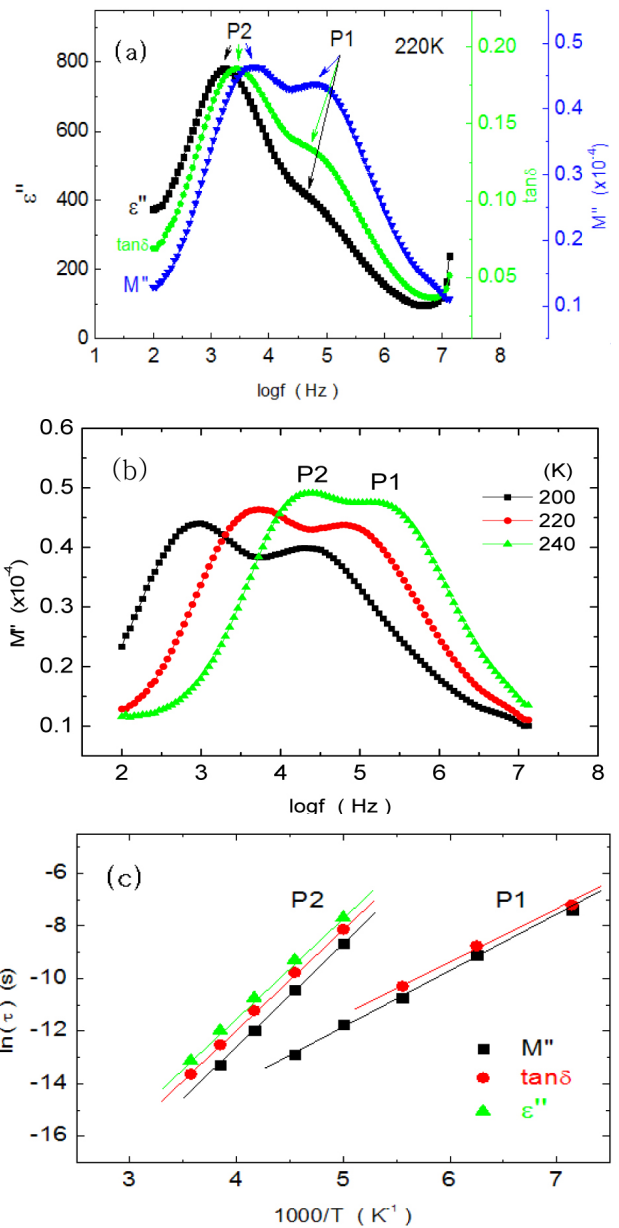 (a)
P2
P1
220K
800
600
400
200
0
ε"
ε"
tanδ
M"
0.20
0.15
0.10
0.05
tanδ
0.5
0.4
0.3
0.2
0.1
M" (x10⁻⁴)
1 2 3 4 5 6 7 8
logf ( Hz )
(b)
P2 P1
(K)
200
220
240
0.6
0.5
0.4
0.3
0.2
0.1
M" (x10⁻⁴)
2 3 4 5 6 7 8
logf ( Hz )
(c)
P2
P1
-6
-8
-10
-12
-14
-16
ln(τ) (s)
M"
tanδ
ε"
3 4 5 6 7
1000/T ( K⁻¹ )